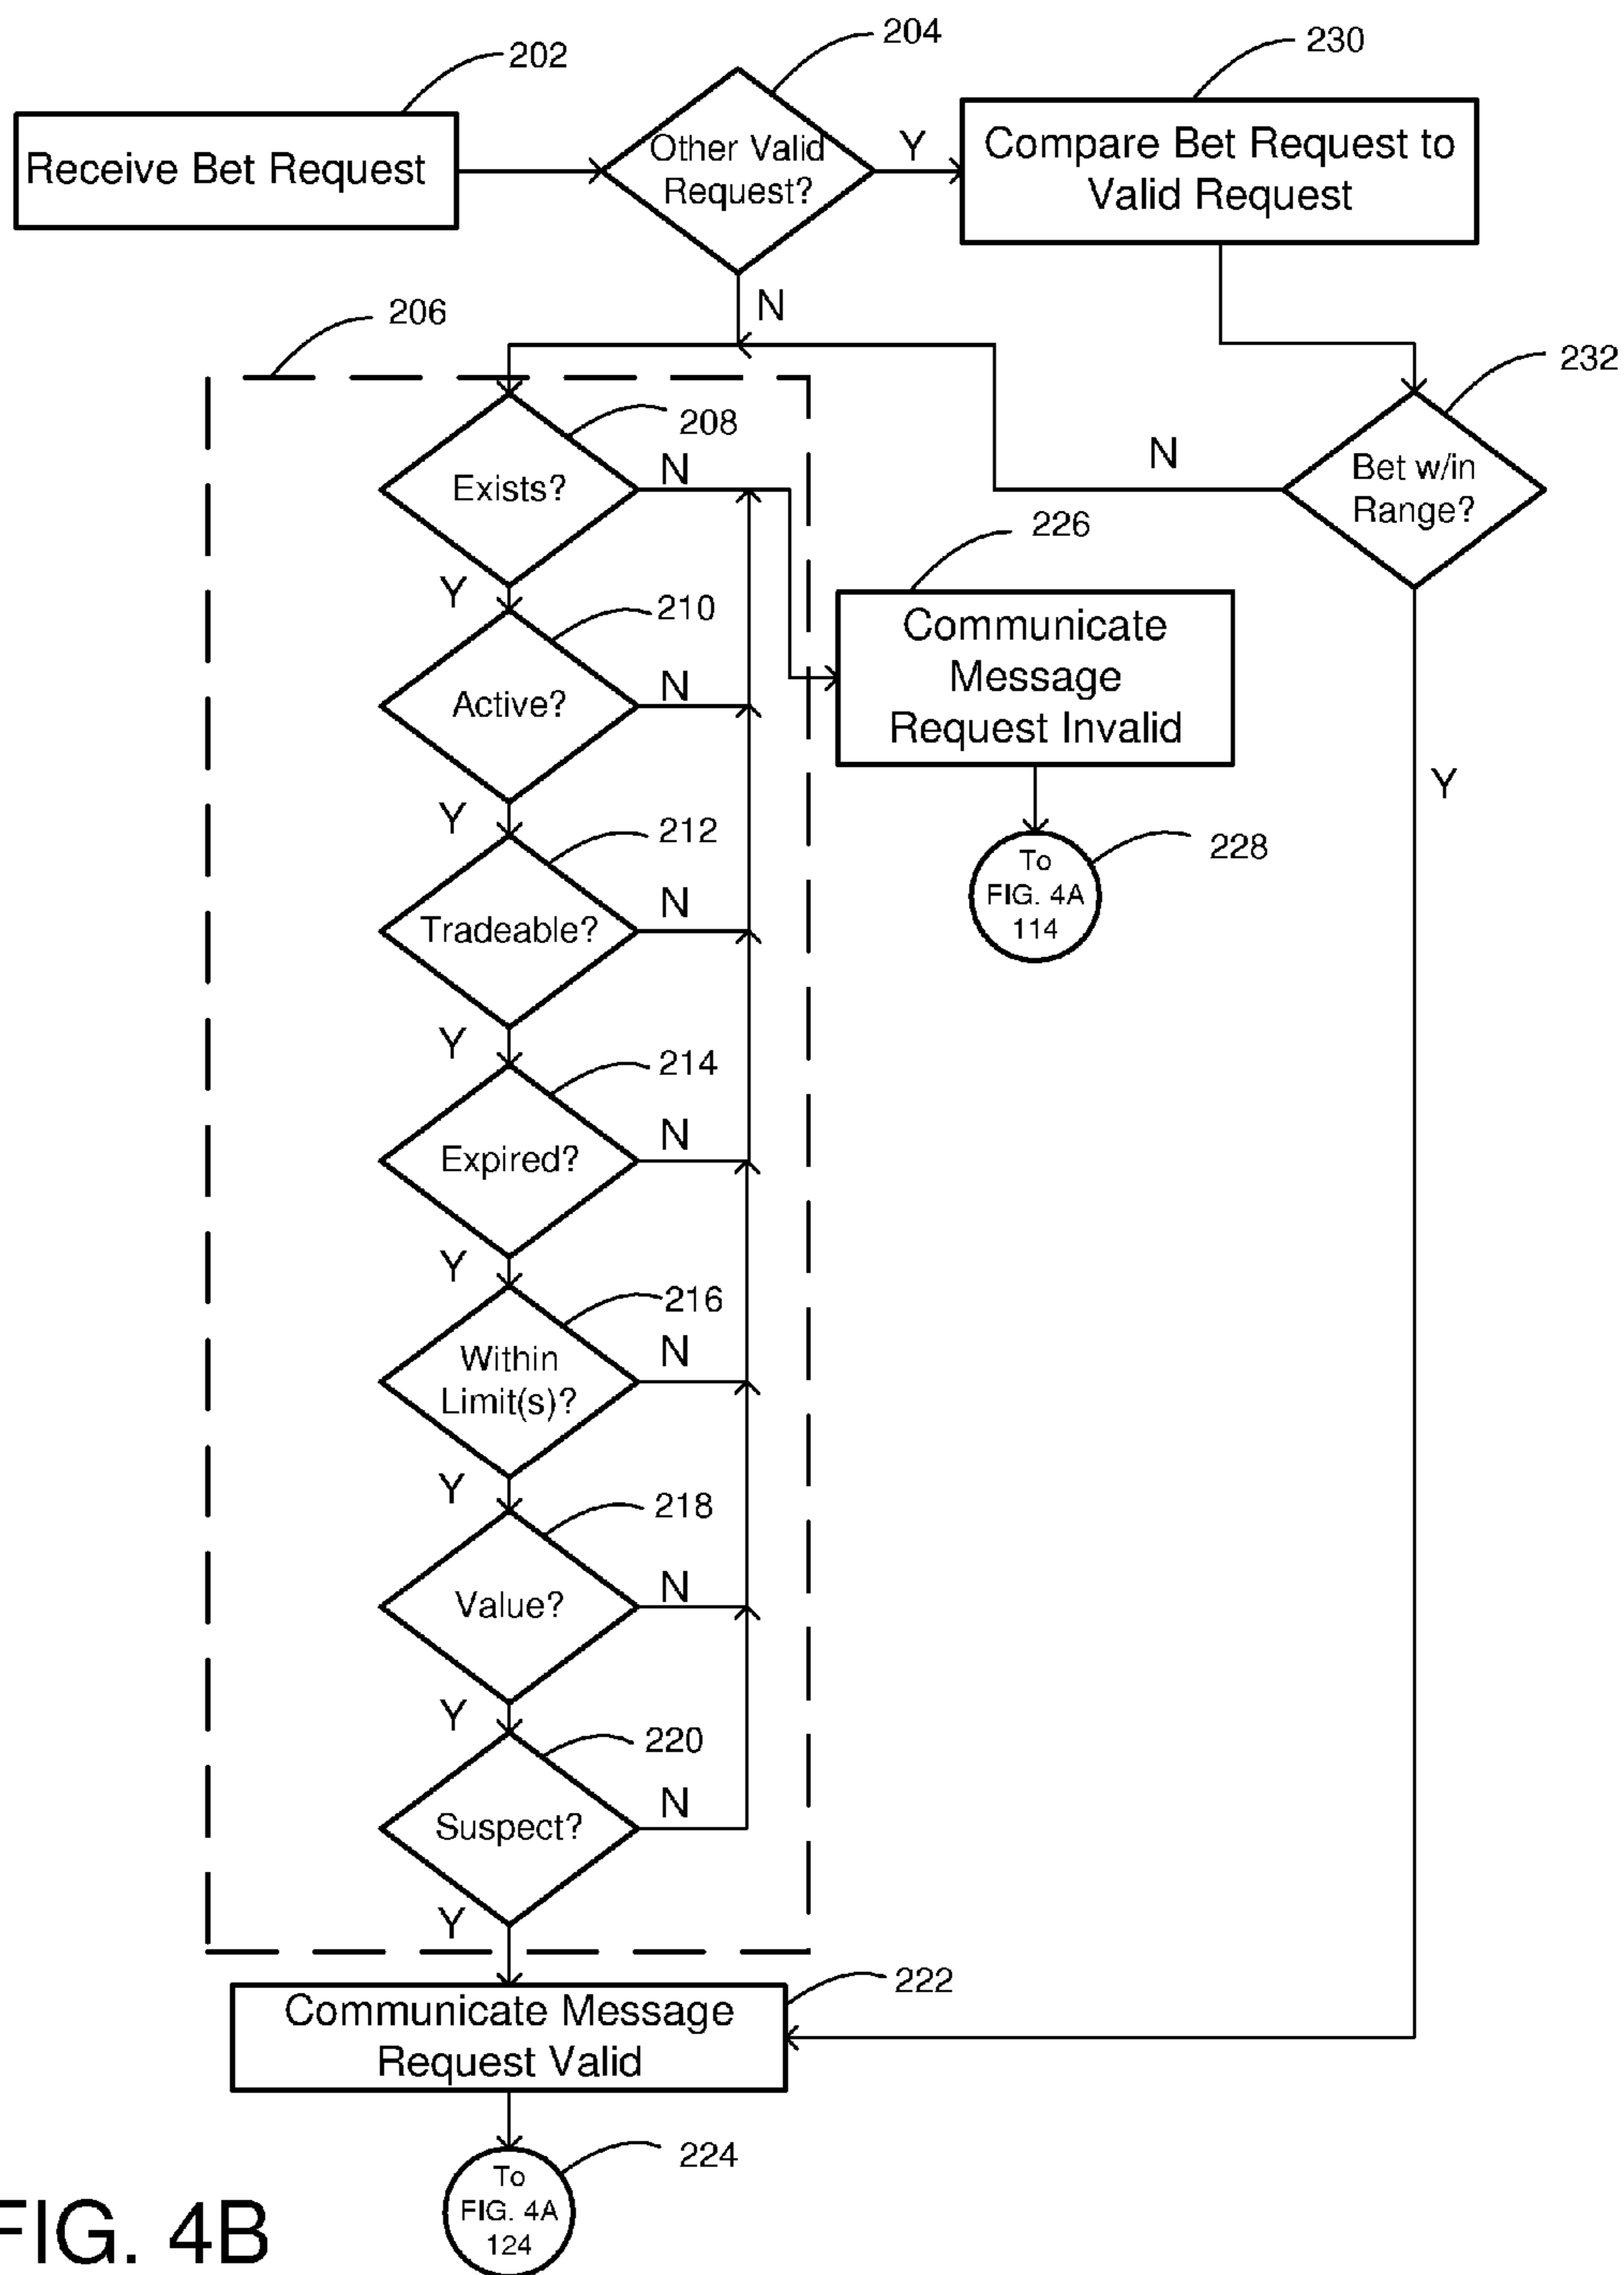 202
204
230
Receive Bet Request
Other Valid
Request?
Y
Compare Bet Request to
Valid Request
N
206
232
208
Exists?
N
N
Bet w/in
Range?
226
Y
210
Communicate
Message
Request Invalid
Active?
N
Y
Y
212
228
To
FIG. 4A
114
Tradeable?
N
Y
214
Expired?
N
Y
216
Within
Limit(s)?
N
Y
218
Value?
N
Y
220
Suspect?
N
Y
222
Communicate Message
Request Valid
224
To
FIG. 4A
124
FIG. 4B